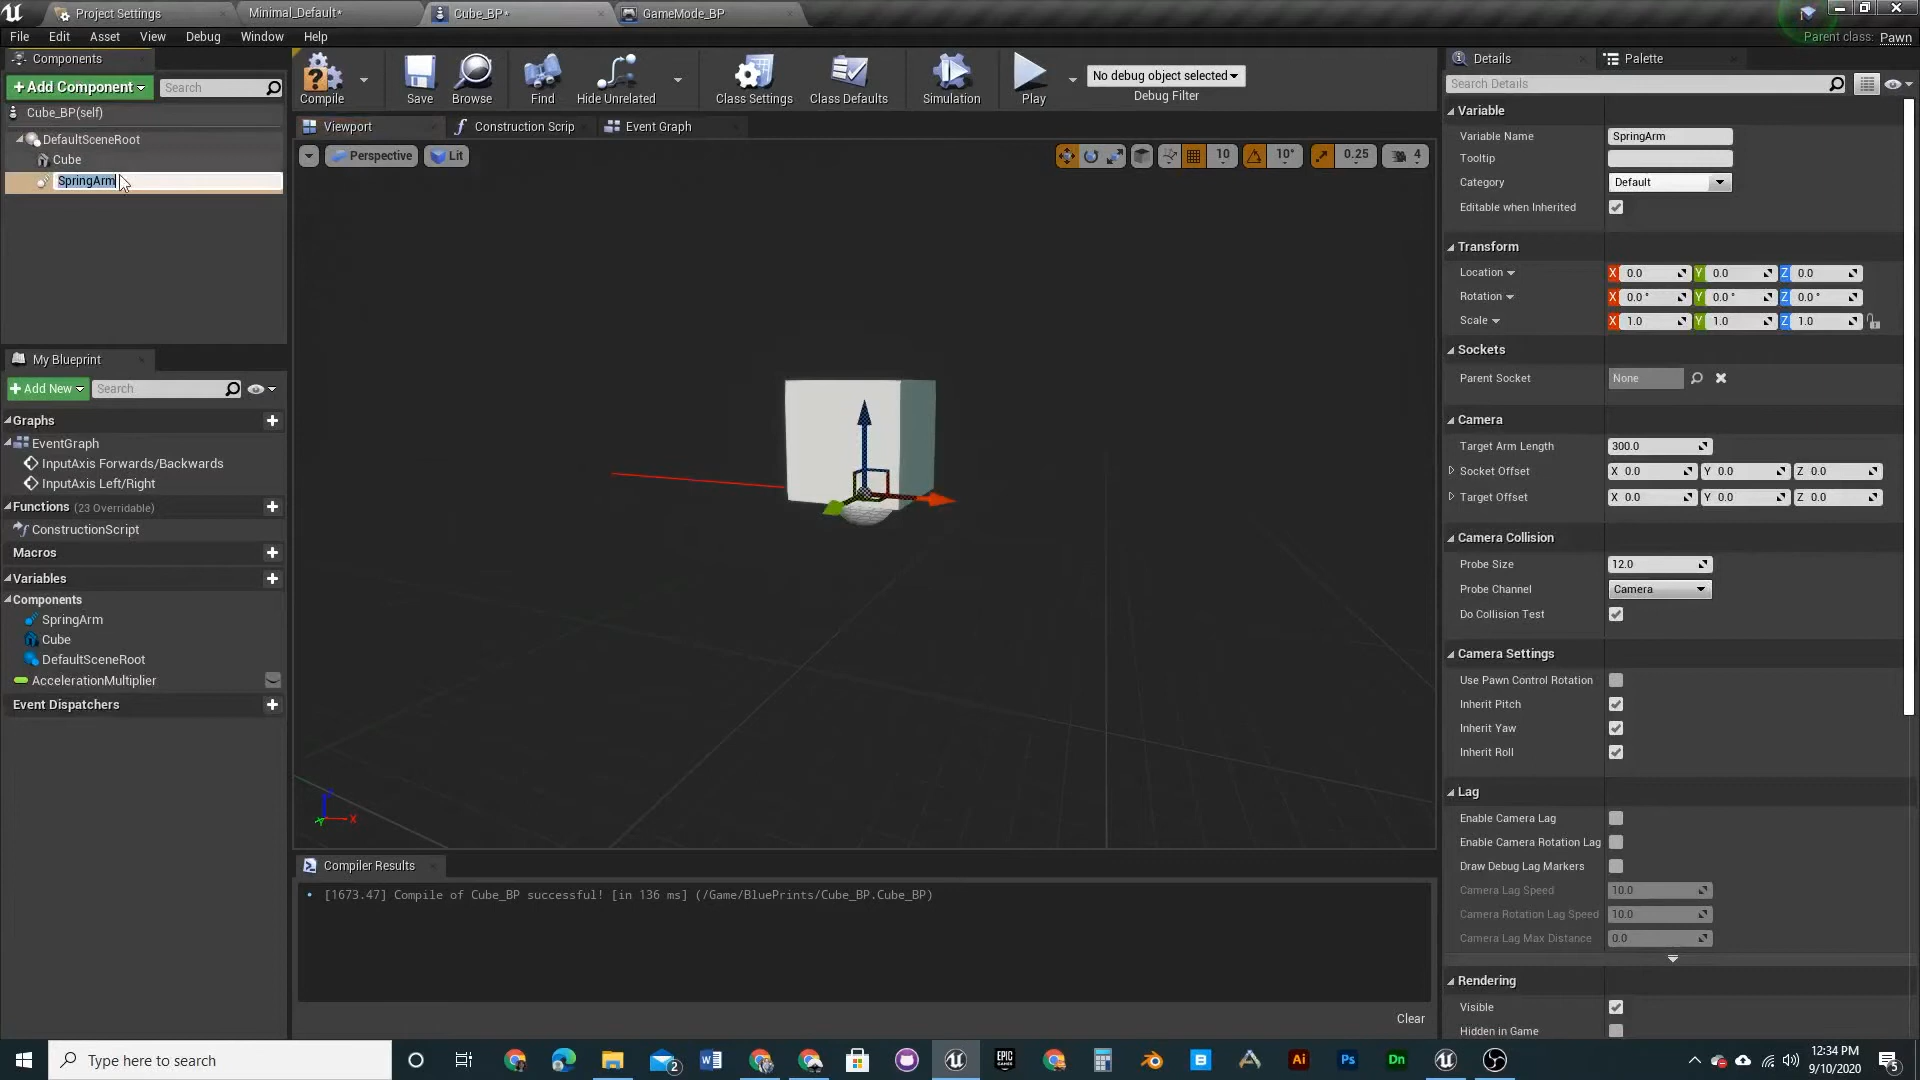 Project Settings
Minimal_Default*
Cube_BP*
GameMode_BP
File Edit Asset View Debug Window Help
Parent class: Pawn
Components
+Add Component
Search
Cube_BP(self)
DefaultSceneRoot
Cube
SpringArm
My Blueprint
+Add New
Search
Graphs
EventGraph
InputAxis Forwards/Backwards
InputAxis Left/Right
Functions (23 Overridable)
ConstructionScript
Macros
Variables
Components
SpringArm
Cube
DefaultSceneRoot
AccelerationMultiplier
Event Dispatchers
Compile
Save
Browse
Find
Hide Unrelated
Class Settings
Class Defaults
Simulation
Play
No debug object selected
Debug Filter
Viewport
Construction Scrip
Event Graph
Perspective
Lit
10
10°
0.25
4
X
Compiler Results
• [1673.47] Compile of Cube_BP successful! [in 136 ms] (/Game/BluePrints/Cube_BP.Cube_BP)
Clear
Details
Palette
Search Details
Variable
Variable Name SpringArm
Tooltip
Category Default
Editable when Inherited
Transform
Location X 0.0 Y 0.0 Z 0.0
Rotation X 0.0 ° Y 0.0 ° Z 0.0 °
Scale X 1.0 Y 1.0 Z 1.0
Sockets
Parent Socket None
Camera
Target Arm Length 300.0
Socket Offset X 0.0 Y 0.0 Z 0.0
Target Offset X 0.0 Y 0.0 Z 0.0
Camera Collision
Probe Size 12.0
Probe Channel Camera
Do Collision Test
Camera Settings
Use Pawn Control Rotation
Inherit Pitch
Inherit Yaw
Inherit Roll
Lag
Enable Camera Lag
Enable Camera Rotation Lag
Draw Debug Lag Markers
Camera Lag Speed 10.0
Camera Rotation Lag Speed 10.0
Camera Lag Max Distance 0.0
Rendering
Visible
Hidden in Game
Type here to search
2
W
EPIC GAMES
B
Ai
Ps
Dn
12:34 PM
9/10/2020
5